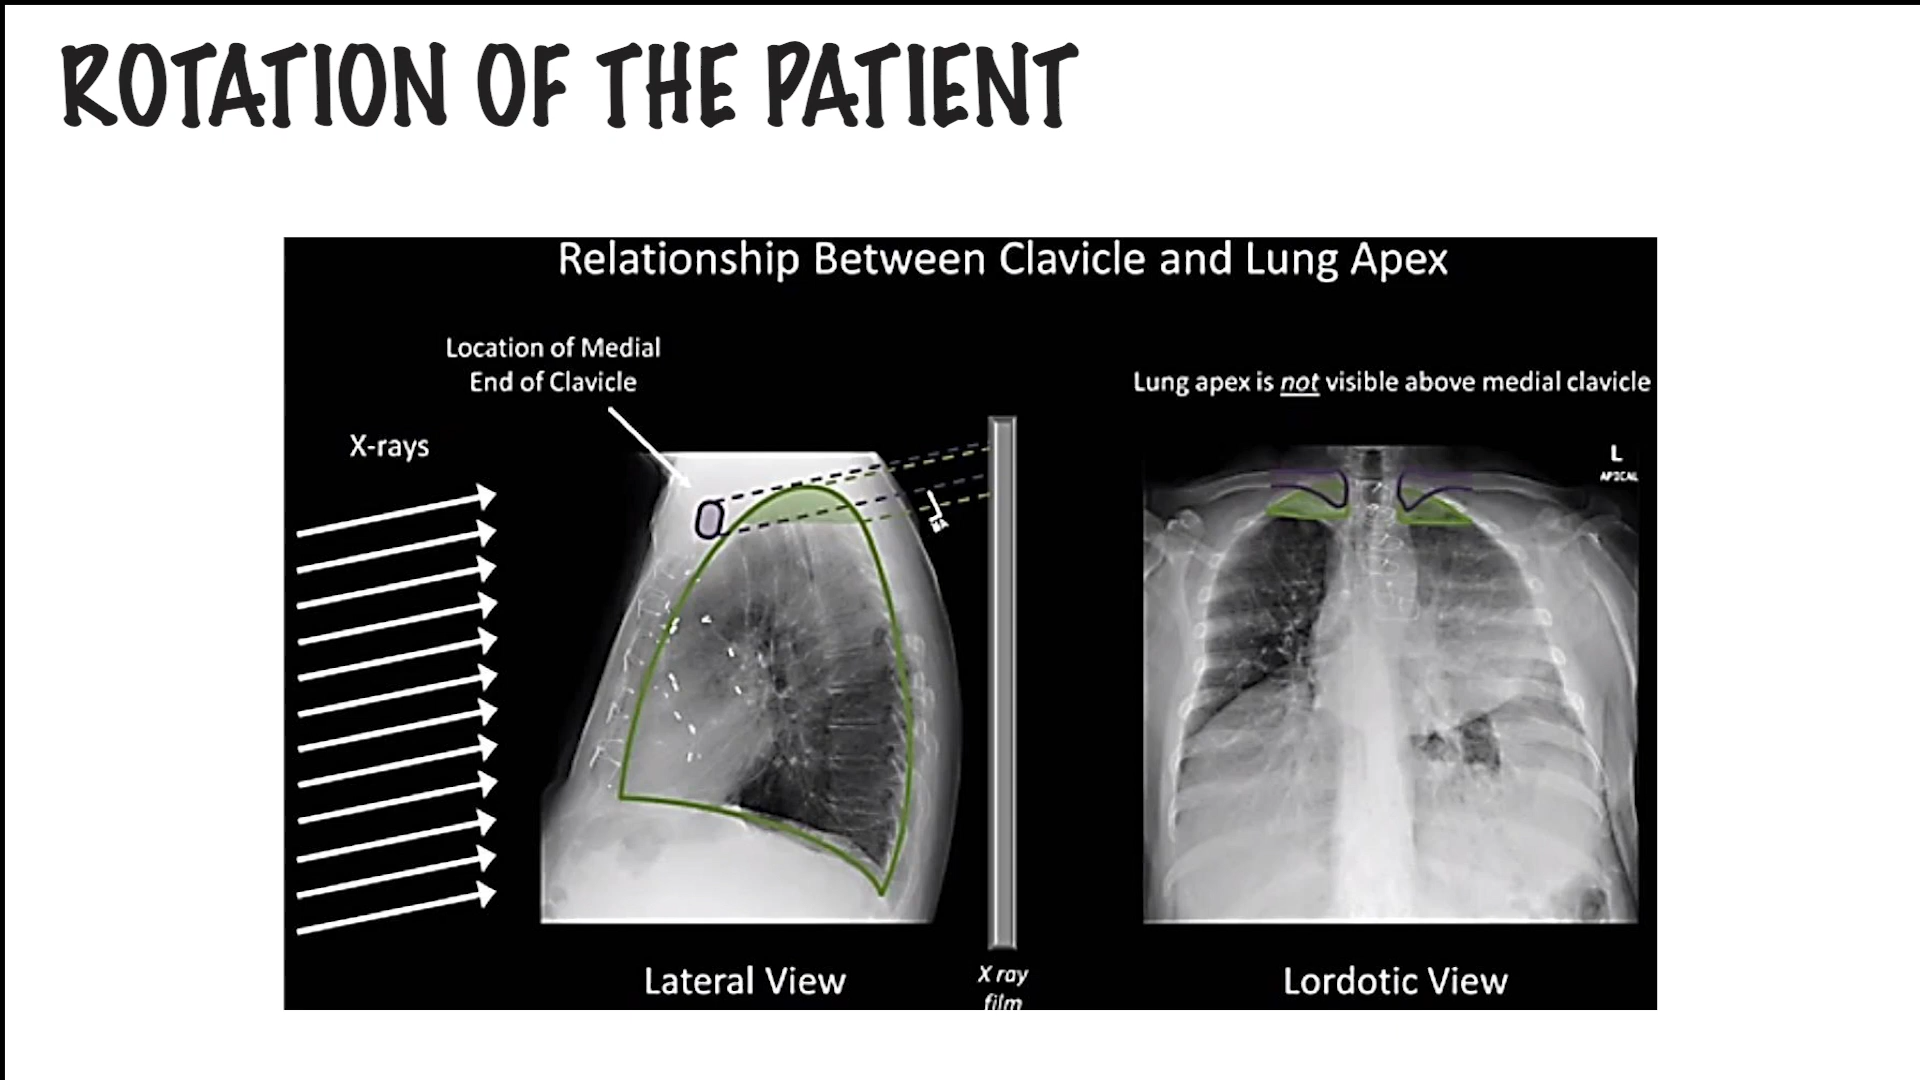 ROTATION OF THE PATIENT
Relationship Between Clavicle and Lung Apex
Location of Medial
End of Clavicle
X-rays
Lung apex is not visible above medial clavicle
L
APICAL
Lateral View
X ray
film
Lordotic View